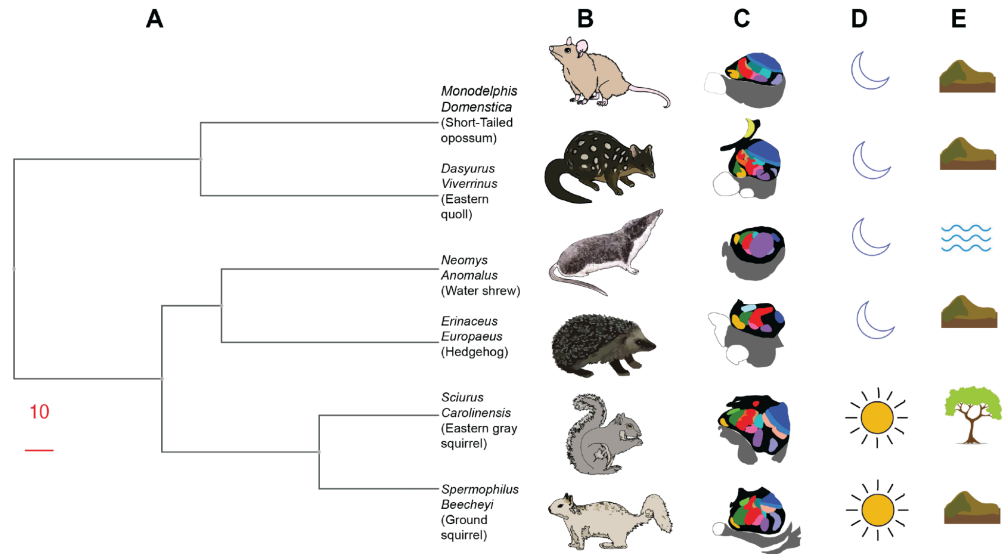 A
B
C
D
E
Monodelphis
Domenstica
(Short-Tailed
opossum)
Dasyurus
Viverrinus
(Eastern
quoll)
Neomys
Anomalus
(Water shrew)
Erinaceus
Europaeus
(Hedgehog)
10
Sciurus
Carolinensis
(Eastern gray
squirrel)
Spermophilus
Beecheyi
(Ground
squirrel)